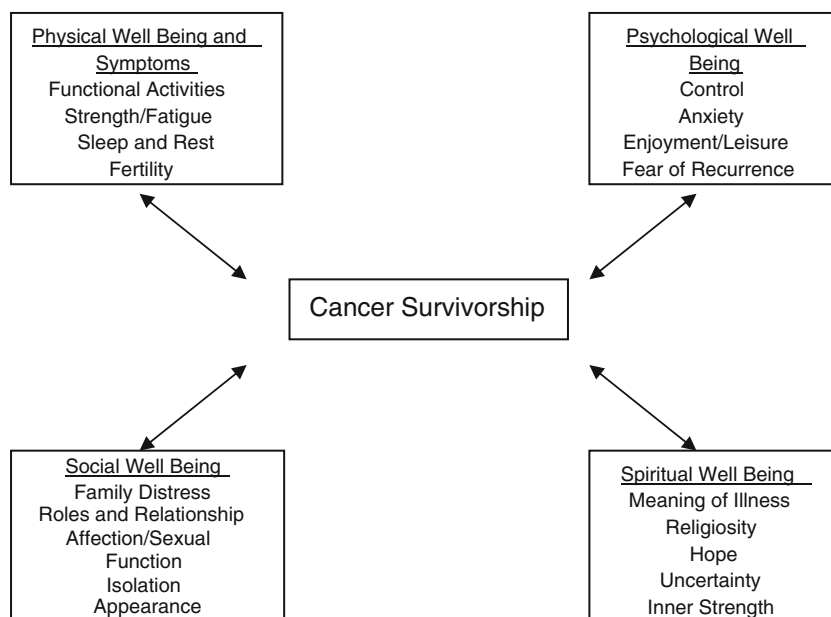 Physical Well Being and
Symptoms
Functional Activities
Strength/Fatigue
Sleep and Rest
Fertility
Psychological Well
Being
Control
Anxiety
Enjoyment/Leisure
Fear of Recurrence
Cancer Survivorship
Social Well Being
Family Distress
Roles and Relationship
Affection/Sexual
Function
Isolation
Appearance
Spiritual Well Being
Meaning of Illness
Religiosity
Hope
Uncertainty
Inner Strength